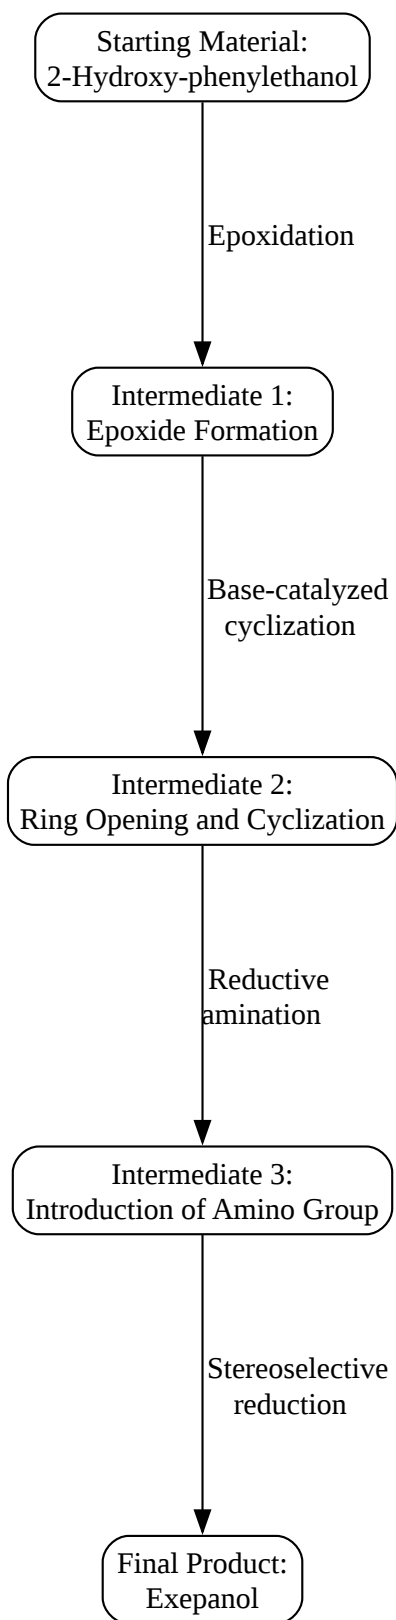 Starting Material:
2-Hydroxy-phenylethanol
Epoxidation
Intermediate 1:
Epoxide Formation
Base-catalyzed
cyclization
Intermediate 2:
Ring Opening and Cyclization
Reductive
amination
Intermediate 3:
Introduction of Amino Group
Stereoselective
reduction
Final Product:
Exepanol